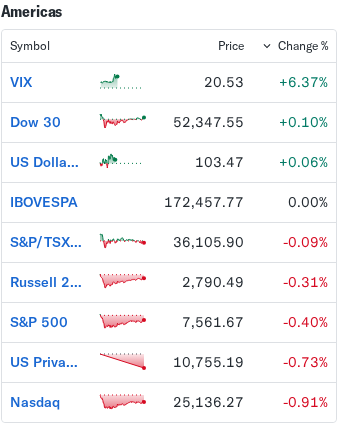 Americas
Symbol Price Change %
VIX 20.53 +6.37%
Dow 30 52,347.55 +0.10%
US Dolla... 103.47 +0.06%
IBOVESPA 172,457.77 0.00%
S&P/TSX... 36,105.90 -0.09%
Russell 2... 2,790.49 -0.31%
S&P 500 7,561.67 -0.40%
US Priva... 10,755.19 -0.73%
Nasdaq 25,136.27 -0.91%